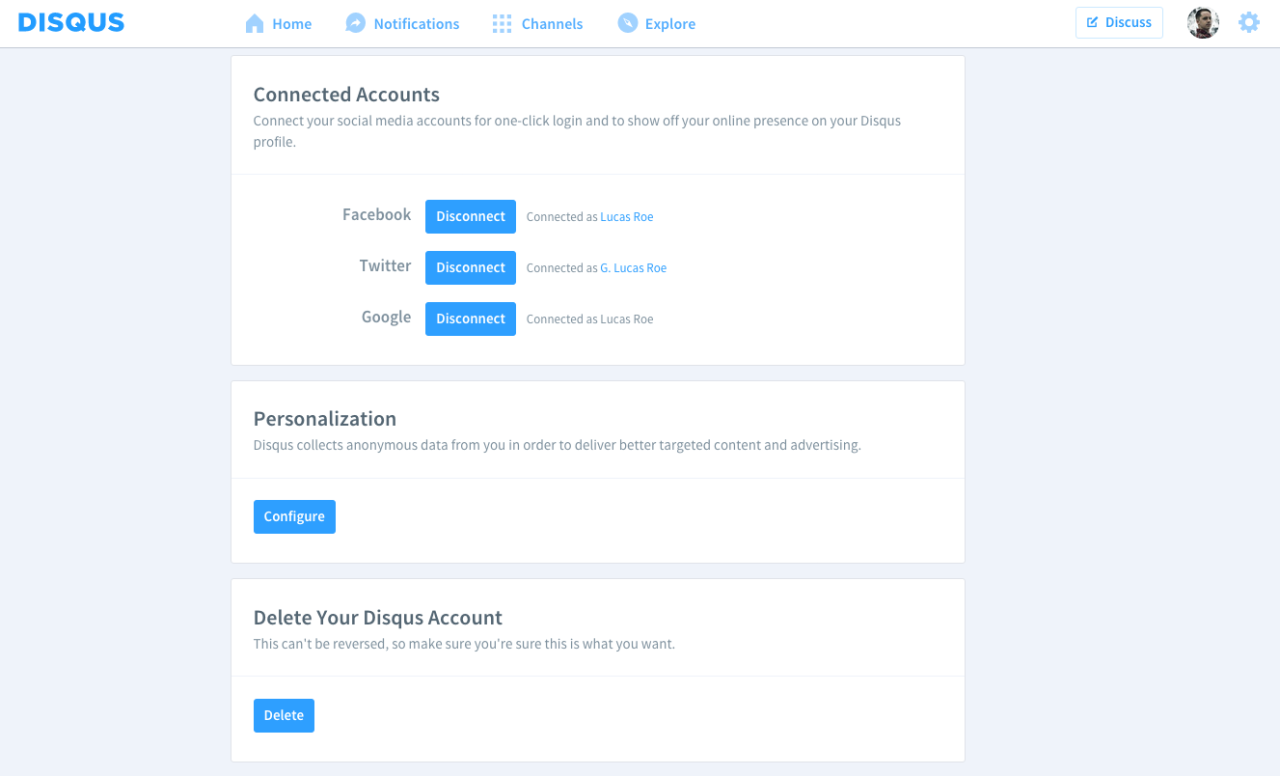 DISQUS Home Notifications Channels Explore Discuss
Connected Accounts
Connect your social media accounts for one-click login and to show off your online presence on your Disqus
profile.
Facebook Disconnect Connected as Lucas Roe
Twitter Disconnect Connected as G. Lucas Roe
Google Disconnect Connected as Lucas Roe
Personalization
Disqus collects anonymous data from you in order to deliver better targeted content and advertising.
Configure
Delete Your Disqus Account
This can't be reversed, so make sure you're sure this is what you want.
Delete